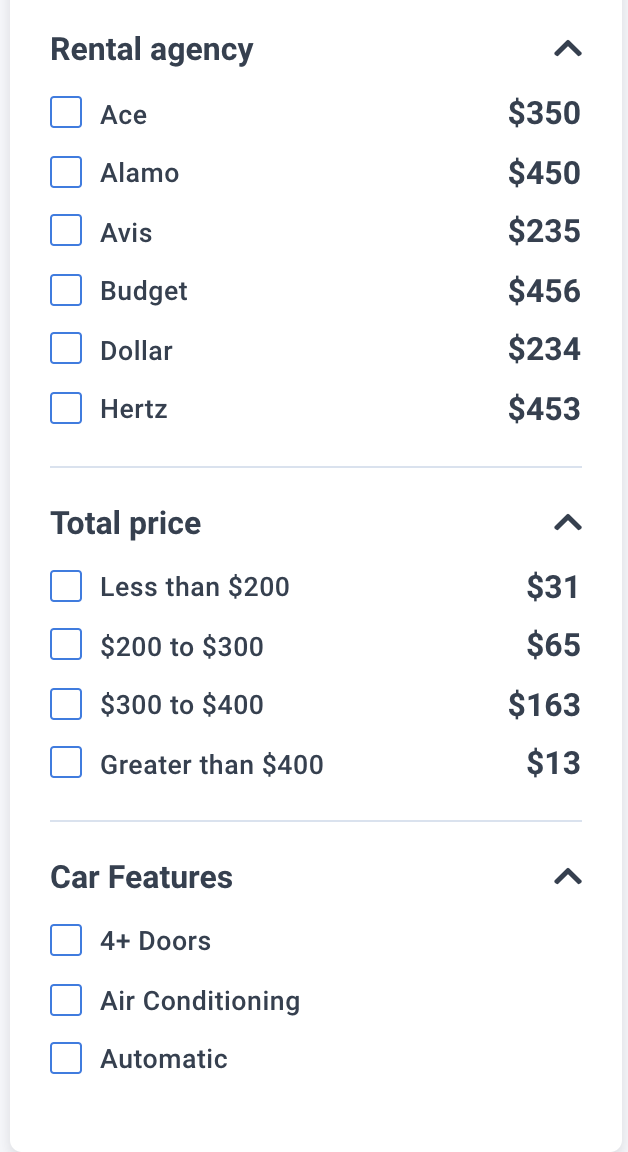 Rental agency
Ace $350
Alamo $450
Avis $235
Budget $456
Dollar $234
Hertz $453
Total price
Less than $200 $31
$200 to $300 $65
$300 to $400 $163
Greater than $400 $13
Car Features
4+ Doors
Air Conditioning
Automatic